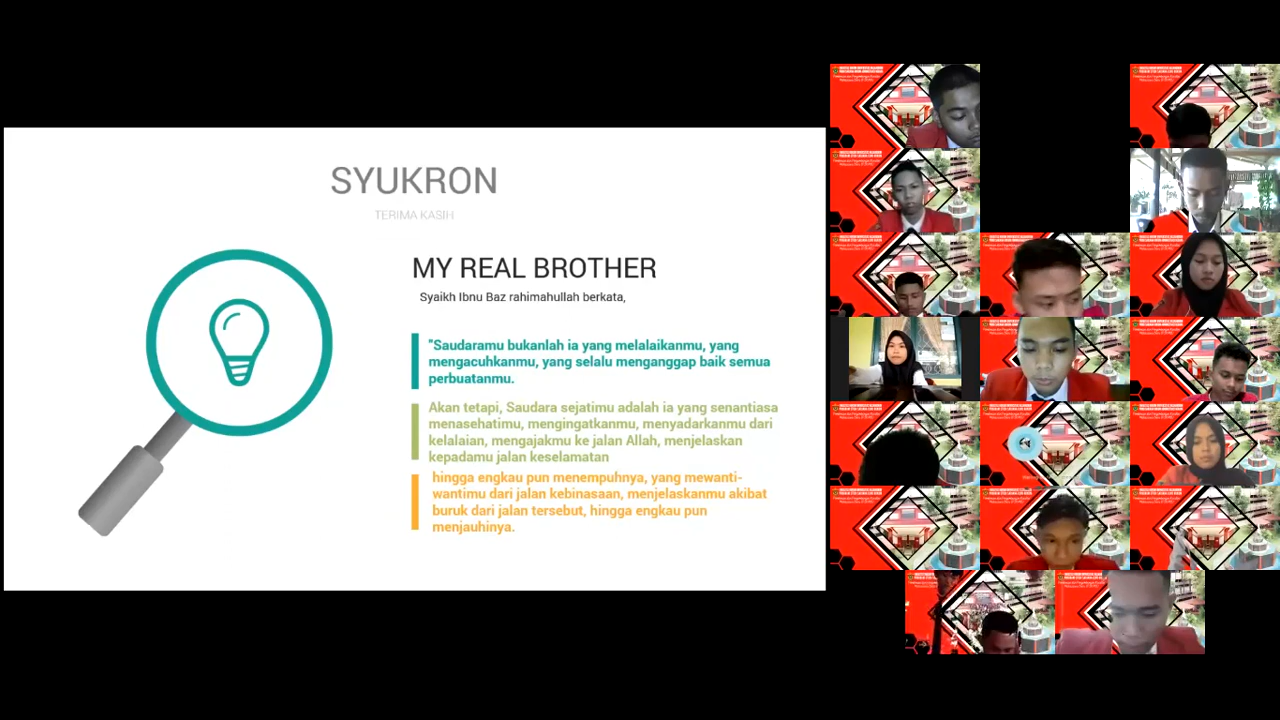 SYUKRON
TERIMA KASIH
MY REAL BROTHER
Syaikh Ibnu Baz rahimahullah berkata,
"Saudaramu bukanlah ia yang melalaikanmu, yang
mengacuhkanmu, yang selalu menganggap baik semua
perbuatanmu.
Akan tetapi, Saudara sejatimu adalah ia yang senantiasa
menasehatimu, mengingatkanmu, menyadarkanmu dari
kelalaian, mengajakmu ke jalan Allah, menjelaskan
kepadamu jalan keselamatan
hingga engkau pun menempuhnya, yang mewanti-
wantimu dari jalan kebinasaan, menjelaskanmu akibat
buruk dari jalan tersebut, hingga engkau pun
menjauhinya.